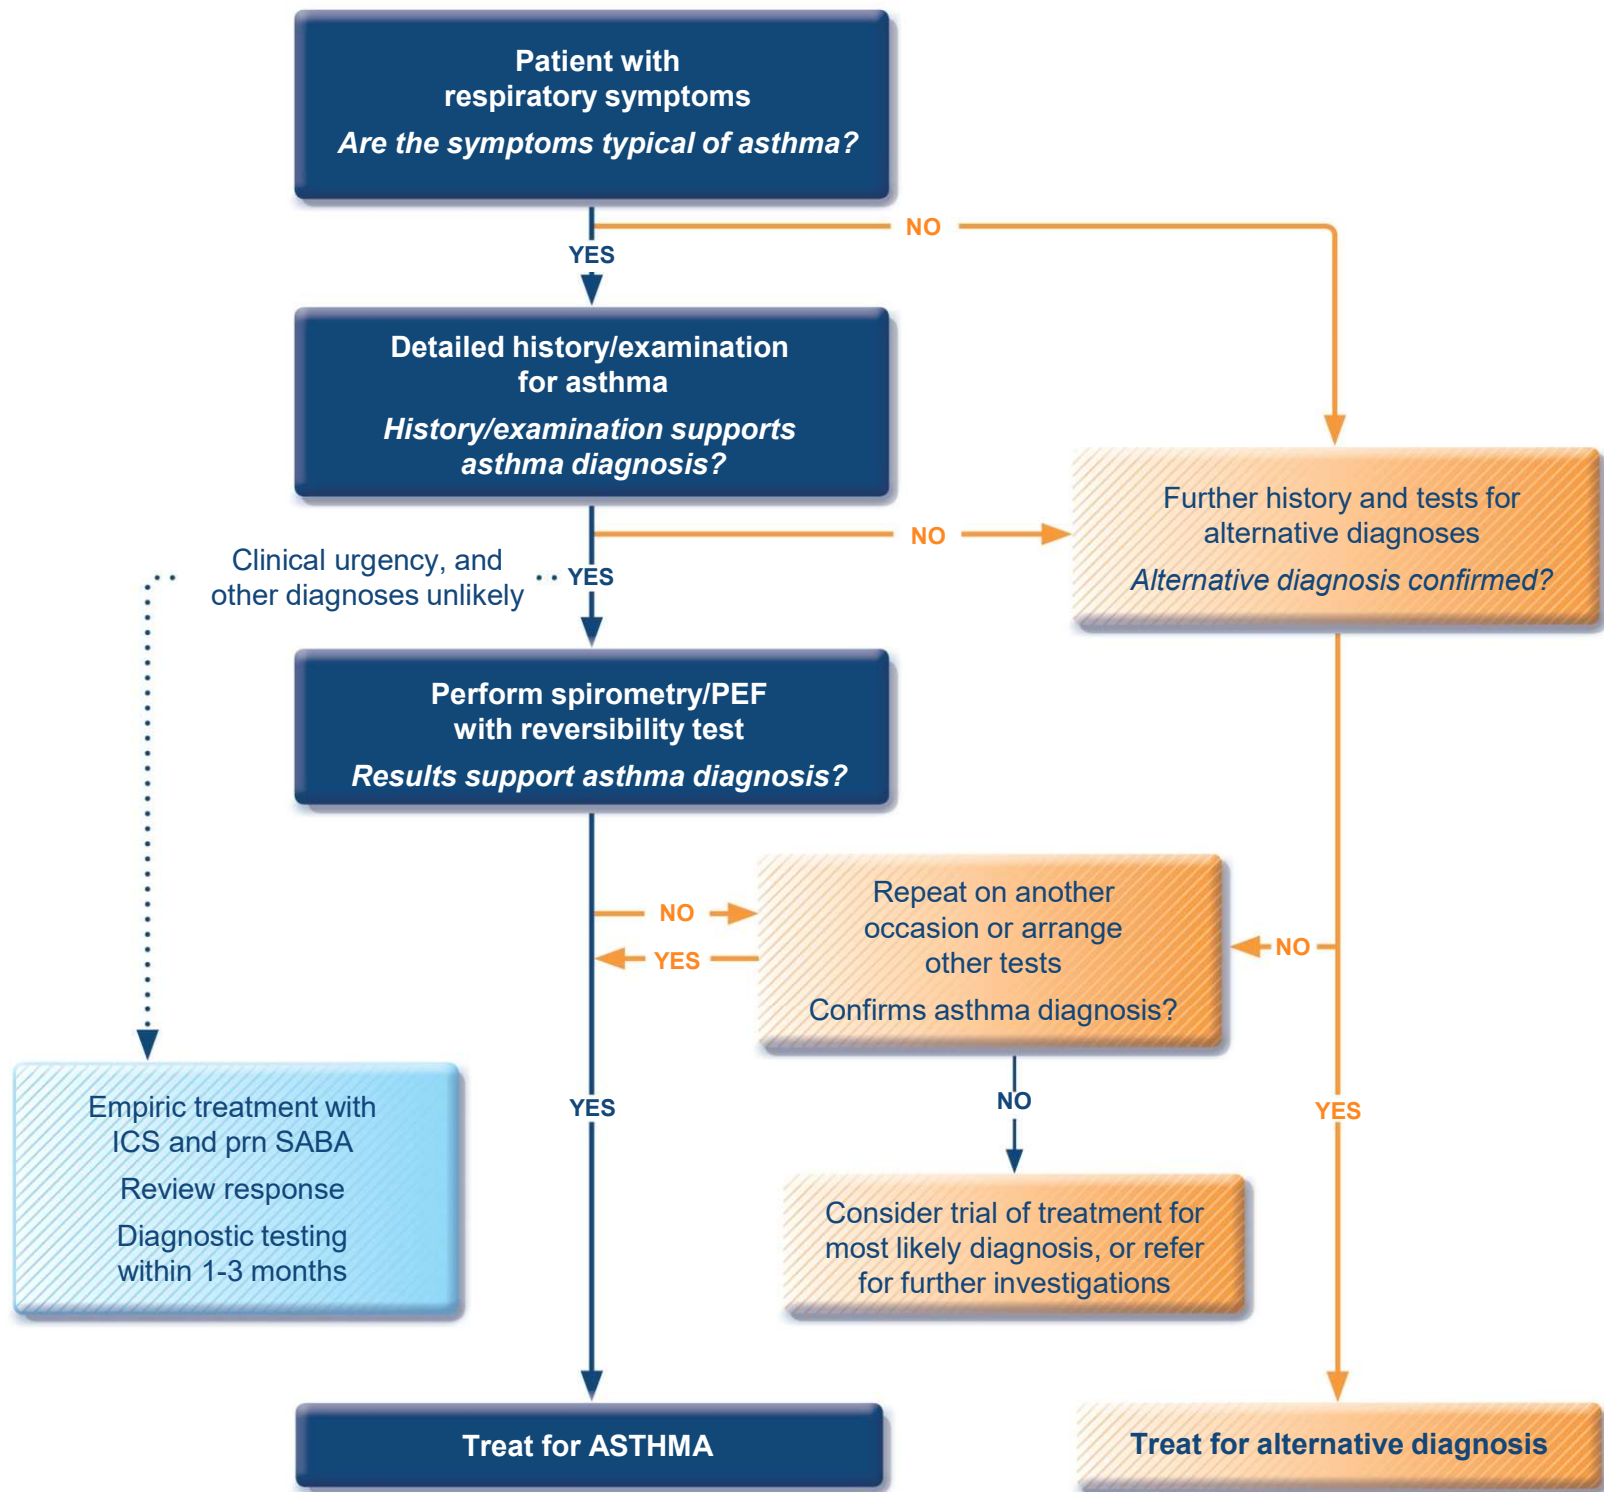 Patient with
respiratory symptoms
Are the symptoms typical of asthma?
NO
YES
Detailed history/examination
for asthma
History/examination supports
asthma diagnosis?
Further history and tests for
alternative diagnoses
Alternative diagnosis confirmed?
NO
Clinical urgency, and
other diagnoses unlikely
YES
Perform spirometry/PEF
with reversibility test
Results support asthma diagnosis?
Repeat on another
occasion or arrange
other tests
Confirms asthma diagnosis?
NO
YES
NO
Empiric treatment with
ICS and prn SABA
Review response
Diagnostic testing
within 1-3 months
YES
NO
YES
Consider trial of treatment for
most likely diagnosis, or refer
for further investigations
Treat for ASTHMA
Treat for alternative diagnosis